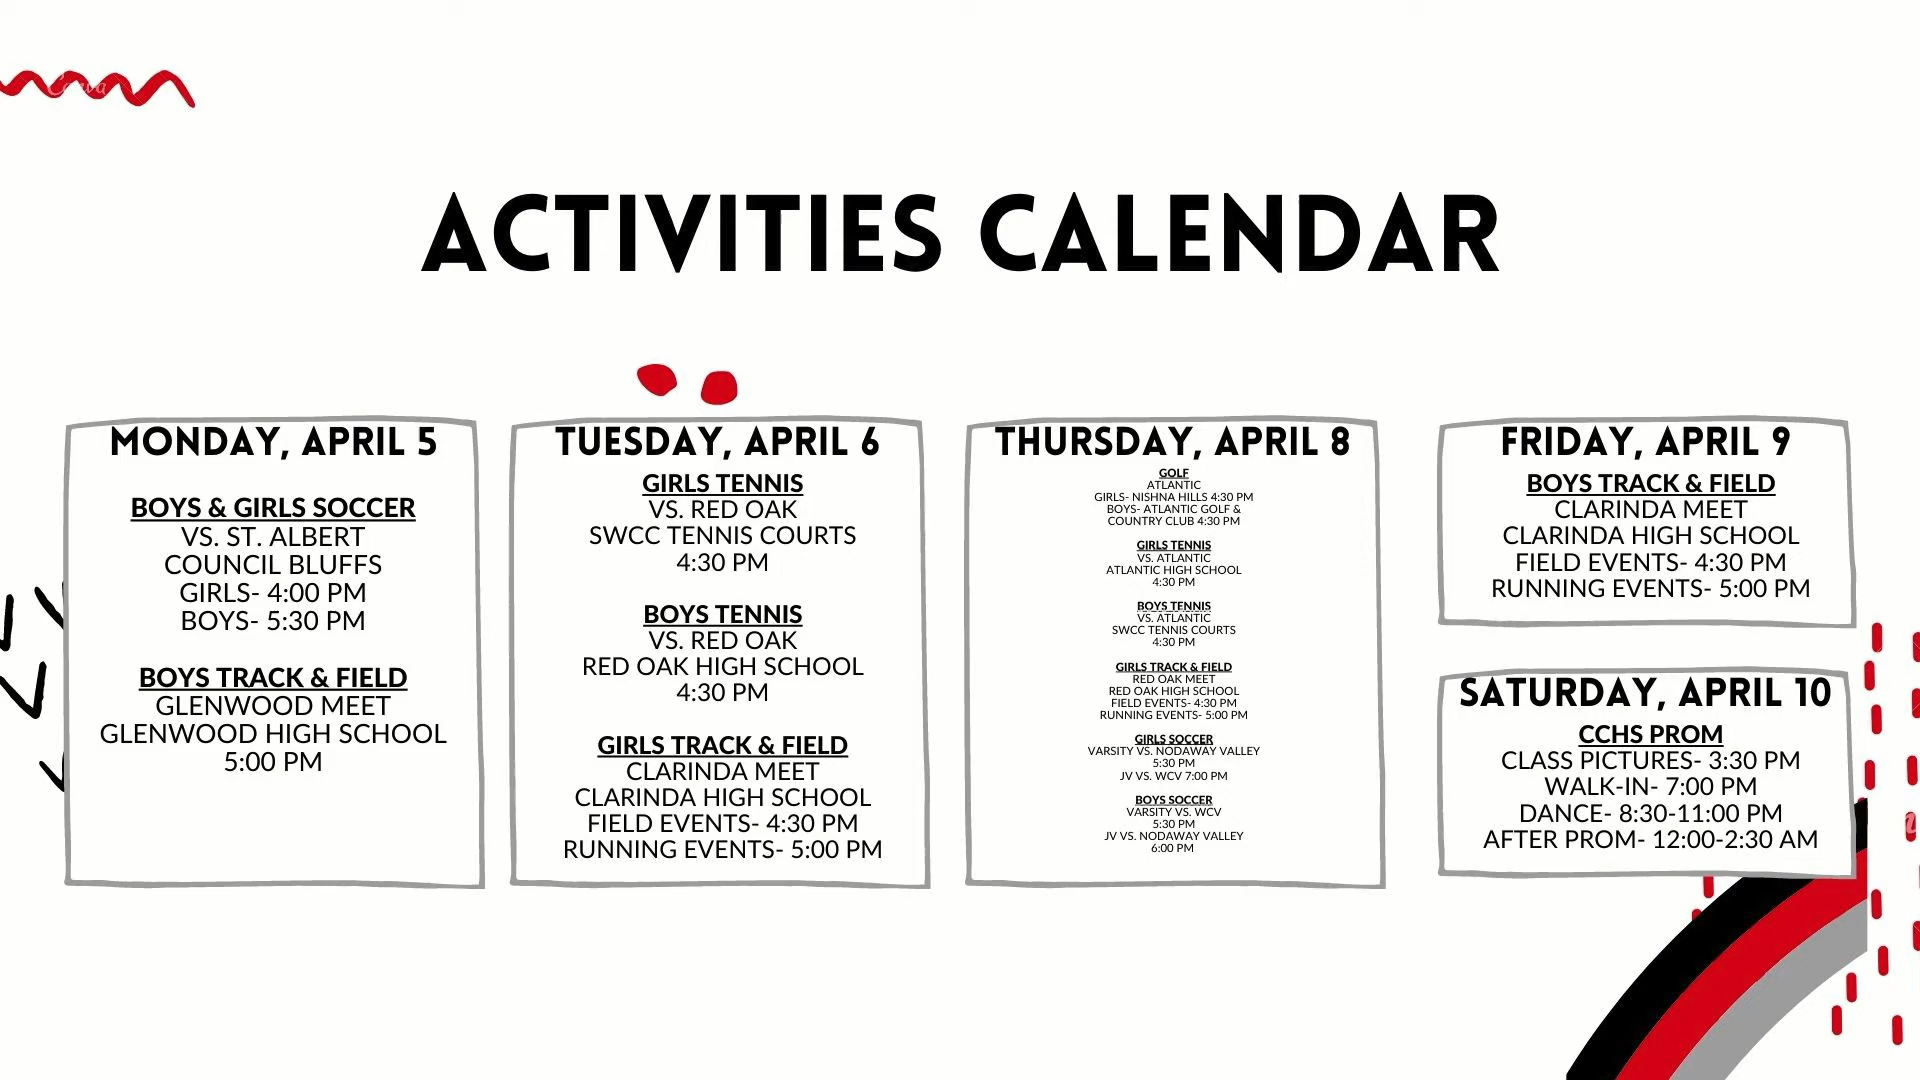 Canva
ACTIVITIES CALENDAR
MONDAY, APRIL 5
BOYS & GIRLS SOCCER
VS. ST. ALBERT
COUNCIL BLUFFS
GIRLS- 4:00 PM
BOYS- 5:30 PM
BOYS TRACK & FIELD
GLENWOOD MEET
GLENWOOD HIGH SCHOOL
5:00 PM
TUESDAY, APRIL 6
GIRLS TENNIS
VS. RED OAK
SWCC TENNIS COURTS
4:30 PM
BOYS TENNIS
VS. RED OAK
RED OAK HIGH SCHOOL
4:30 PM
GIRLS TRACK & FIELD
CLARINDA MEET
CLARINDA HIGH SCHOOL
FIELD EVENTS- 4:30 PM
RUNNING EVENTS- 5:00 PM
THURSDAY, APRIL 8
GOLF
ATLANTIC
GIRLS- NISHNA HILLS 4:30 PM
BOYS- ATLANTIC GOLF &
COUNTRY CLUB 4:30 PM
GIRLS TENNIS
VS. ATLANTIC
ATLANTIC HIGH SCHOOL
4:30 PM
BOYS TENNIS
VS. ATLANTIC
SWCC TENNIS COURTS
4:30 PM
GIRLS TRACK & FIELD
RED OAK MEET
RED OAK HIGH SCHOOL
FIELD EVENTS- 4:30 PM
RUNNING EVENTS- 5:00 PM
GIRLS SOCCER
VARSITY VS. NODAWAY VALLEY
5:30 PM
JV VS. WCV 7:00 PM
BOYS SOCCER
VARSITY VS. WCV
5:30 PM
JV VS. NODAWAY VALLEY
6:00 PM
FRIDAY, APRIL 9
BOYS TRACK & FIELD
CLARINDA MEET
CLARINDA HIGH SCHOOL
FIELD EVENTS- 4:30 PM
RUNNING EVENTS- 5:00 PM
SATURDAY, APRIL 10
CCHS PROM
CLASS PICTURES- 3:30 PM
WALK-IN- 7:00 PM
DANCE- 8:30-11:00 PM
AFTER PROM- 12:00-2:30 AM